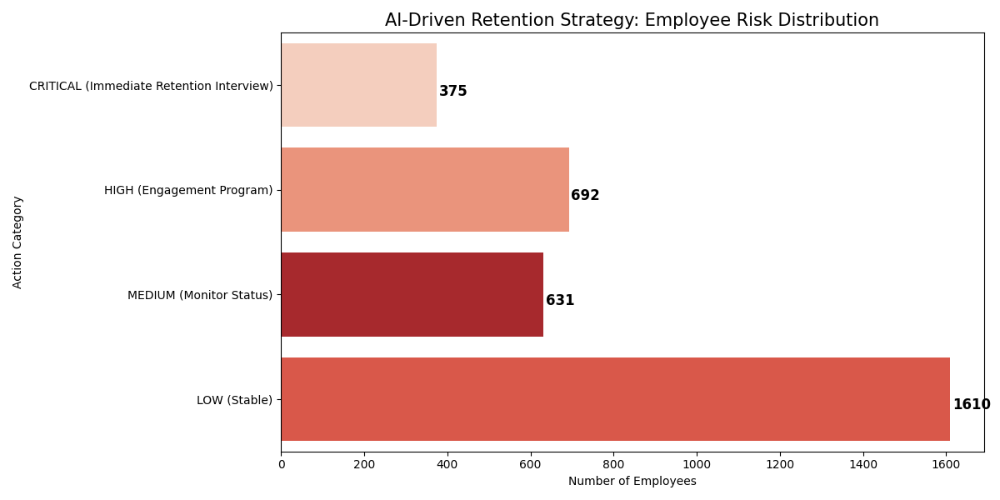 AI-Driven Retention Strategy: Employee Risk Distribution
Action Category
CRITICAL (Immediate Retention Interview)
375
HIGH (Engagement Program)
692
MEDIUM (Monitor Status)
631
LOW (Stable)
1610
0 200 400 600 800 1000 1200 1400 1600
Number of Employees